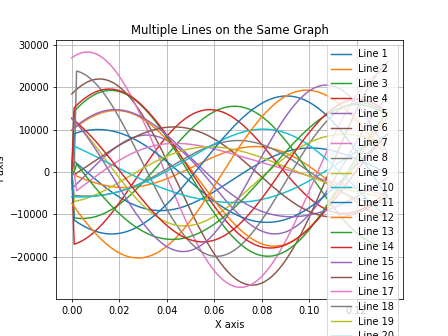 Multiple Lines on the Same Graph
30000
20000
10000
0
−10000
−20000
0.00
0.02
0.04
0.06
0.08
0.10
X axis
axis
Line 1
Line 2
Line 3
Line 4
Line 5
Line 6
Line 7
Line 8
Line 9
Line 10
Line 11
Line 12
Line 13
Line 14
Line 15
Line 16
Line 17
Line 18
Line 19
Line 20